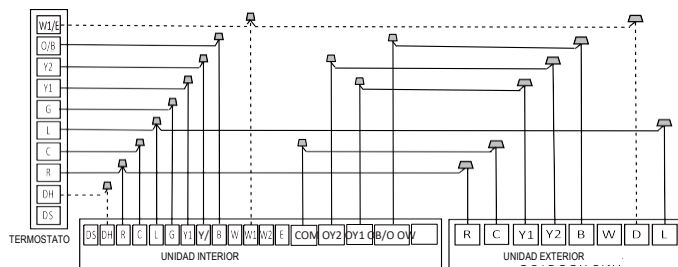 W1/E
O/B
Y2
Y1
G
L
C
R
DH
DS
TERMOSTATO
DS DH R C L G Y1 Y/ B W W1 W2 E COM OY2 OY1 OB/O OW
UNIDAD INTERIOR
R C Y1 Y2 B W D L
UNIDAD EXTERIOR